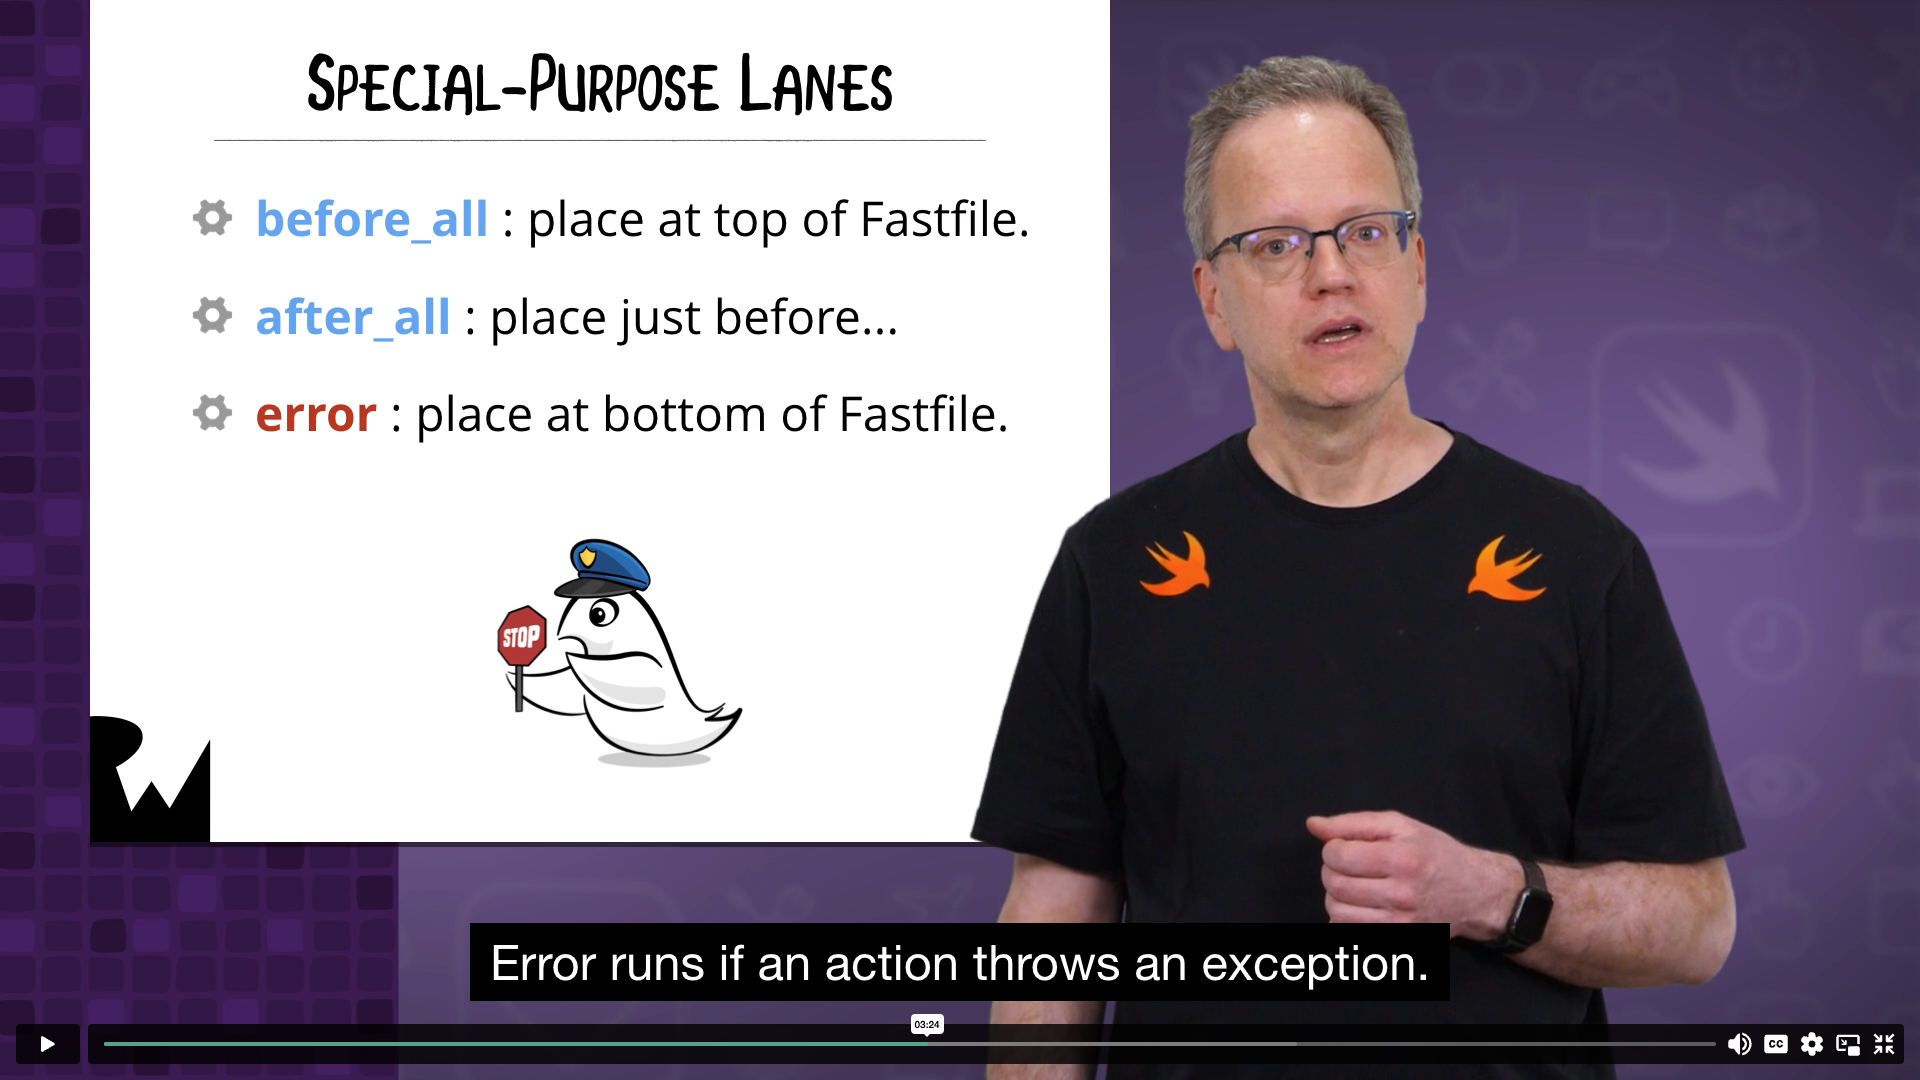 Special-Purpose Lanes
before_all : place at top of Fastfile.
after_all : place just before...
error : place at bottom of Fastfile.
STOP
RW
Error runs if an action throws an exception.
03:24
CC